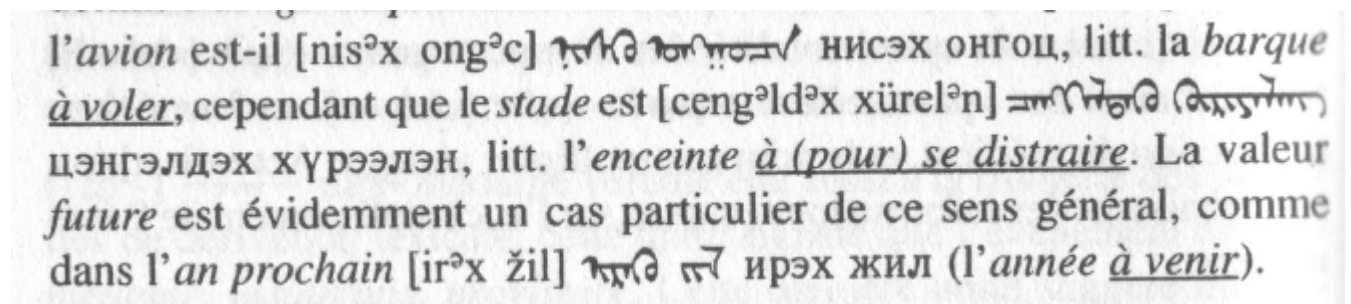 l'avion est-il [nisᵊx ongᵊc] нисэх онгоц, litt. la barque
à voler, cependant que le stade est [cengᵊldᵊx xürelᵊn]
цэнгэлдэх хүрээлэн, litt. l'enceinte à (pour) se distraire. La valeur
future est évidemment un cas particulier de ce sens général, comme
dans l'an prochain [irᵊx žil] ирэх жил (l'année à venir).